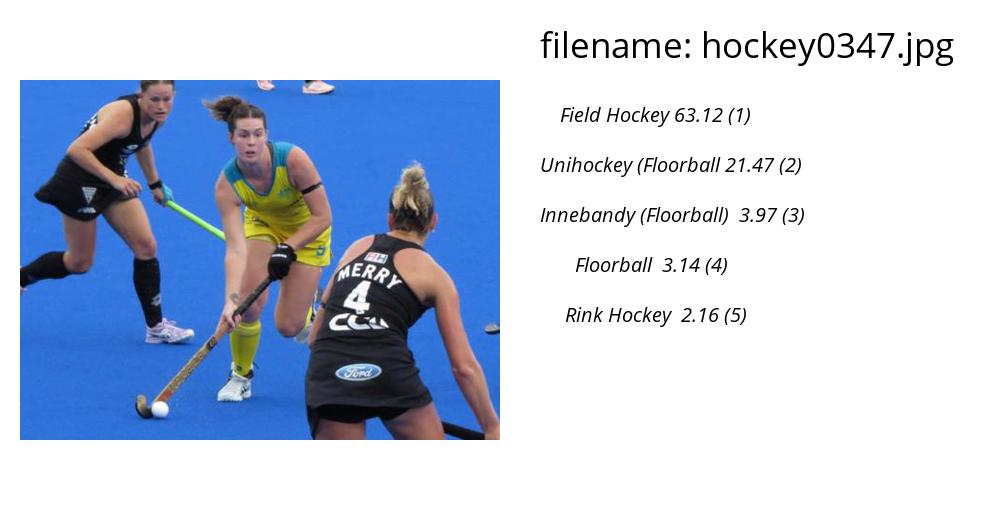 filename: hockey0347.jpg
Field Hockey 63.12 (1)
Unihockey (Floorball 21.47 (2)
Innebandy (Floorball)  3.97 (3)
Floorball  3.14 (4)
Rink Hockey  2.16 (5)
FIH
MERRY
4
Ford